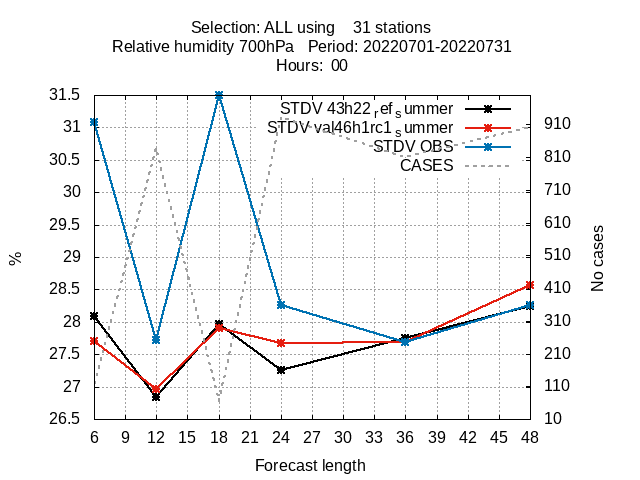 Selection: ALL using 31 stations
Relative humidity 700hPa Period: 20220701-20220731
Hours: 00
STDV 43h22_ref_summer
STDV val46h1rc1_summer
STDV OBS
CASES
31.5
31
30.5
30
29.5
29
28.5
28
27.5
27
26.5
%
910
810
710
610
510
410
310
210
110
10
No cases
6 9 12 15 18 21 24 27 30 33 36 39 42 45 48
Forecast length